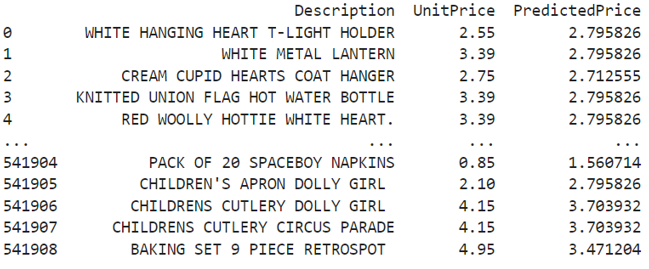 Description UnitPrice PredictedPrice
0 WHITE HANGING HEART T-LIGHT HOLDER 2.55 2.795826
1 WHITE METAL LANTERN 3.39 2.795826
2 CREAM CUPID HEARTS COAT HANGER 2.75 2.712555
3 KNITTED UNION FLAG HOT WATER BOTTLE 3.39 2.795826
4 RED WOOLLY HOTTIE WHITE HEART. 3.39 2.795826
... ... ... ...
541904 PACK OF 20 SPACEBOY NAPKINS 0.85 1.560714
541905 CHILDREN'S APRON DOLLY GIRL 2.10 2.795826
541906 CHILDRENS CUTLERY DOLLY GIRL 4.15 3.703932
541907 CHILDRENS CUTLERY CIRCUS PARADE 4.15 3.703932
541908 BAKING SET 9 PIECE RETROSPOT 4.95 3.471204